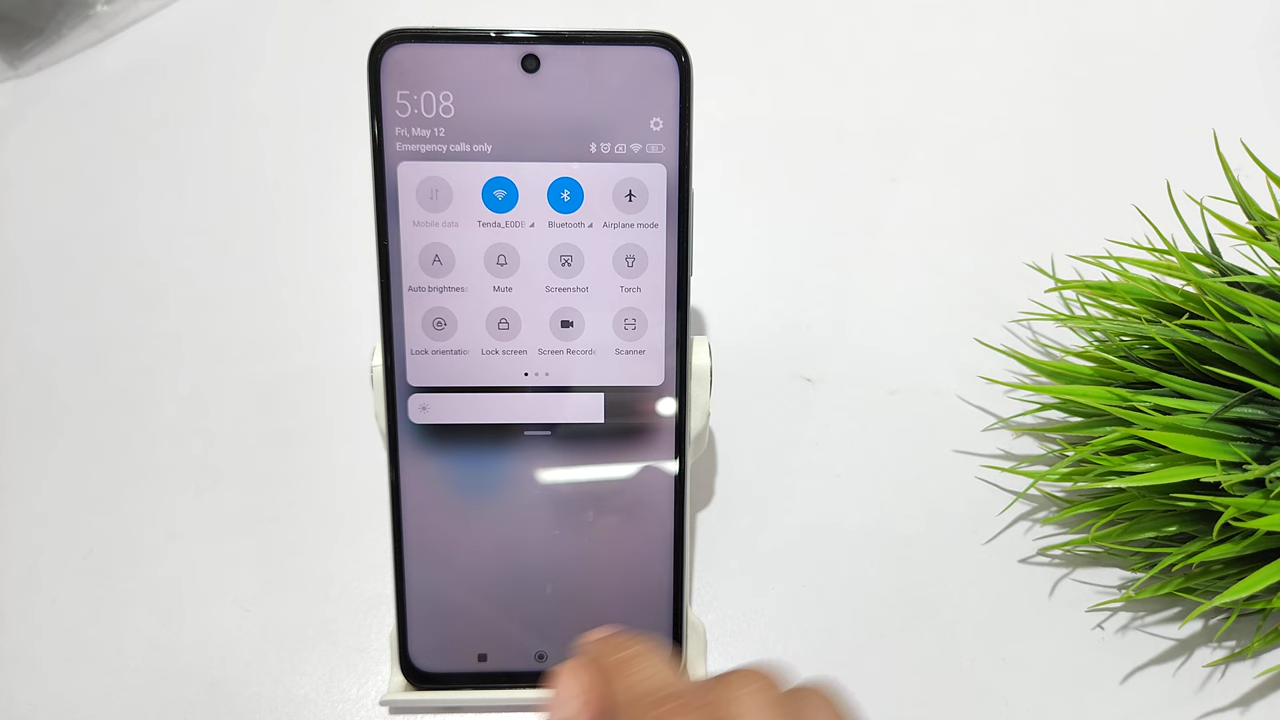 5:08
Fri, May 12
Emergency calls only
Mobile data Tenda_E0DB Bluetooth Airplane mode
Auto brightness Mute Screenshot Torch
Lock orientatio Lock screen Screen Recorde Scanner